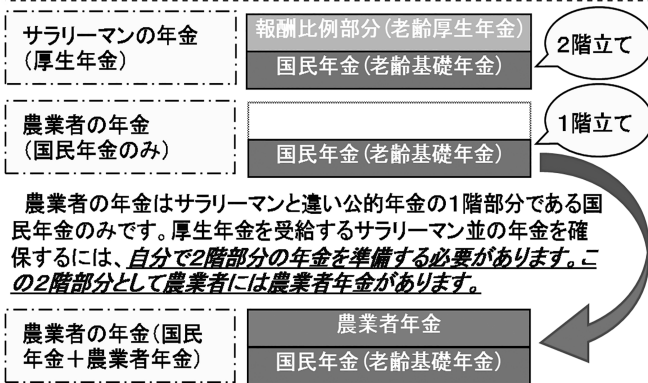 サラリーマンの年金
(厚生年金)
報酬比例部分(老齢厚生年金)
国民年金(老齢基礎年金)
2階立て
農業者の年金
(国民年金のみ)
国民年金(老齢基礎年金)
1階立て
農業者の年金はサラリーマンと違い公的年金の1階部分である国
民年金のみです。厚生年金を受給するサラリーマン並の年金を確
保するには、自分で2階部分の年金を準備する必要があります。こ
の2階部分として農業者には農業者年金があります。
農業者の年金(国民
年金＋農業者年金)
農業者年金
国民年金(老齢基礎年金)